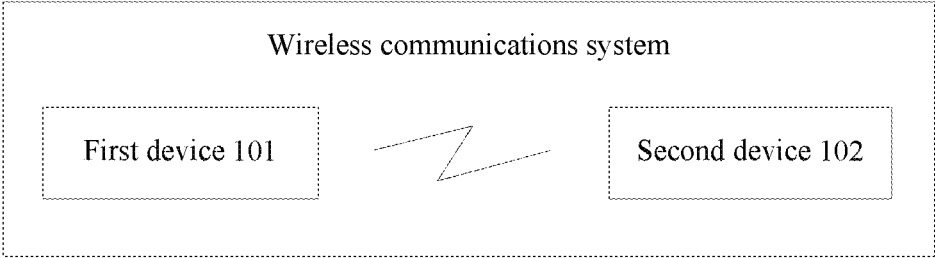 Wireless communications system
First device 101
Second device 102